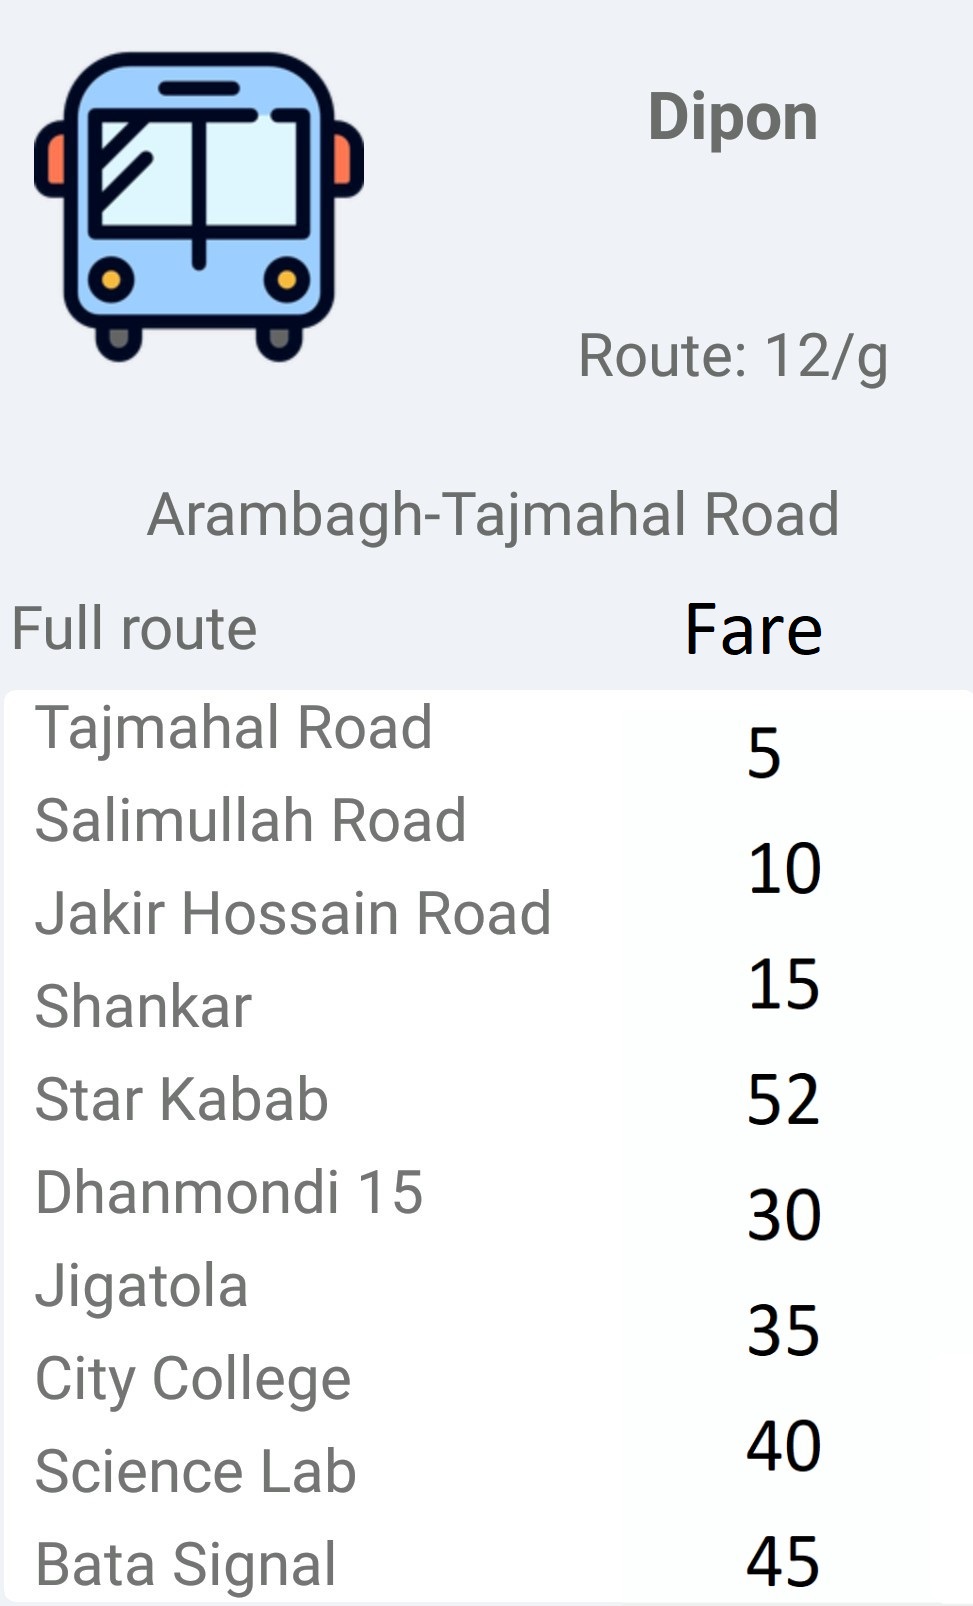 Dipon
Route: 12/g
Arambagh-Tajmahal Road
Full route Fare
Tajmahal Road
5
Salimullah Road
10
Jakir Hossain Road
15
Shankar
52
Star Kabab
Dhanmondi 15
30
Jigatola
35
City College
40
Science Lab
45
Bata Signal